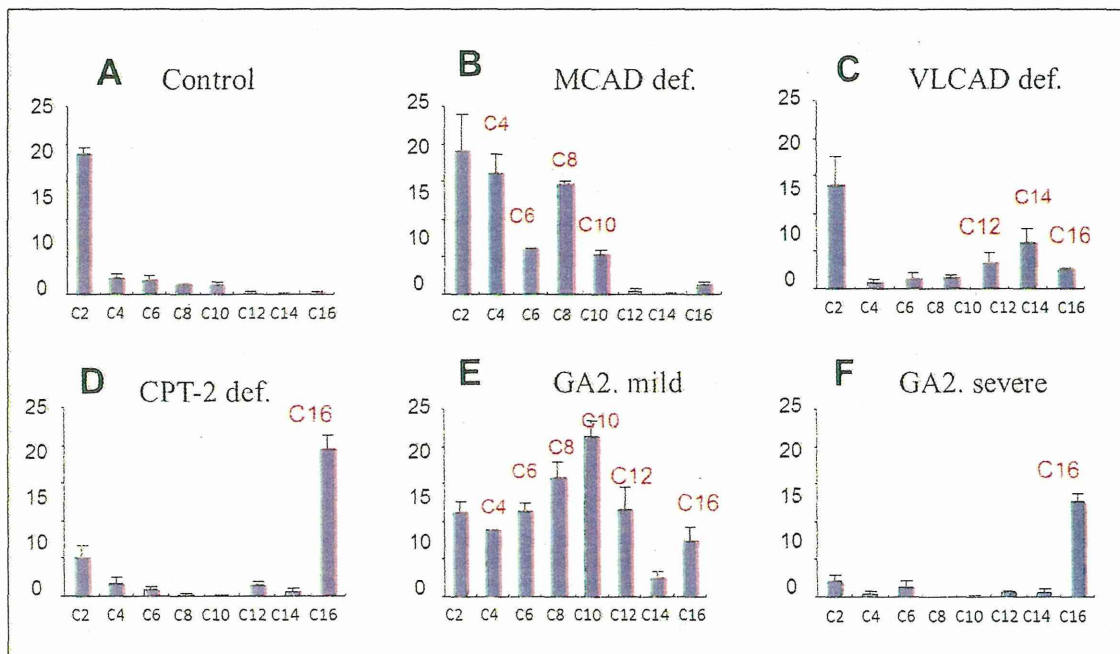 A Control
25
20
15
10
0
C2 C4 C6 C8 C10 C12 C14 C16
B MCAD def.
25
20
15
10
0
C4
C6
C8
C10
C2 C4 C6 C8 C10 C12 C14 C16
C VLCAD def.
25
20
15
10
0
C12
C14
C16
C2 C4 C6 C8 C10 C12 C14 C16
D CPT-2 def.
25
20
15
10
0
C16
C2 C4 C6 C8 C10 C12 C14 C16
E GA2. mild
25
20
15
10
0
C4
C6
C8
C10
C12
C16
C2 C4 C6 C8 C10 C12 C14 C16
F GA2. severe
25
20
15
10
0
C16
C2 C4 C6 C8 C10 C12 C14 C16